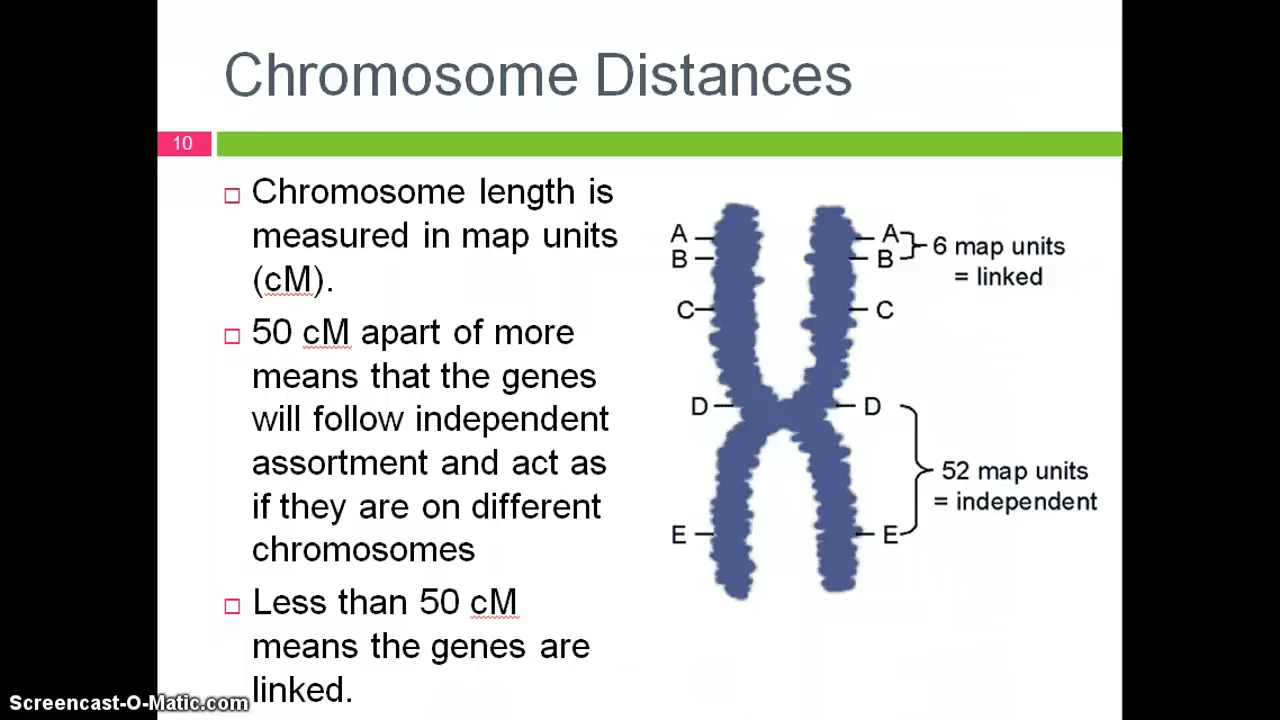 Chromosome Distances
10
□ Chromosome length is
measured in map units
(cM).
□ 50 cM apart of more
means that the genes
will follow independent
assortment and act as
if they are on different
chromosomes
□ Less than 50 cM
means the genes are
linked.
A A
B B
6 map units
= linked
C C
D D
52 map units
= independent
E E
Screencast-O-Matic.com